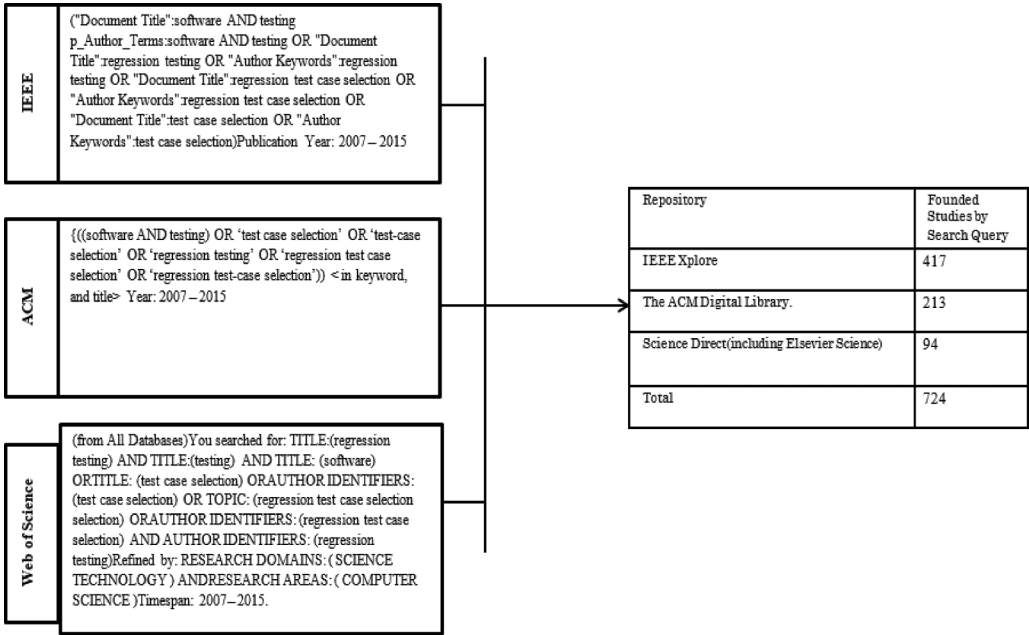 IEEE
("Document Title":software AND testing
p_Author_Terms:software AND testing OR "Document
Title":regression testing OR "Author Keywords":regression
testing OR "Document Title":regression test case selection OR
"Author Keywords":regression test case selection OR
"Document Title":test case selection OR "Author
Keywords":test case selection)Publication Year: 2007–2015
ACM
{((software AND testing) OR ‘test case selection’ OR ‘test-case
selection’ OR ‘regression testing’ OR ‘regression test case
selection’ OR ‘regression test-case selection’)) <in keyword,
and title> Year: 2007–2015
Web of Science
(from All Databases)You searched for: TITLE:(regression
testing) AND TITLE:(testing) AND TITLE: (software)
ORTITLE: (test case selection) ORAUTHOR IDENTIFIERS:
(test case selection) OR TOPIC: (regression test case selection
selection) ORAUTHOR IDENTIFIERS: (regression test case
selection) AND AUTHOR IDENTIFIERS: (regression
testing)Refined by: RESEARCH DOMAINS: ( SCIENCE
TECHNOLOGY ) ANDRESEARCH AREAS: ( COMPUTER
SCIENCE )Timespan: 2007–2015.
Repository
Founded
Studies by
Search Query
IEEE Xplore 417
The ACM Digital Library. 213
Science Direct(including Elsevier Science) 94
Total 724